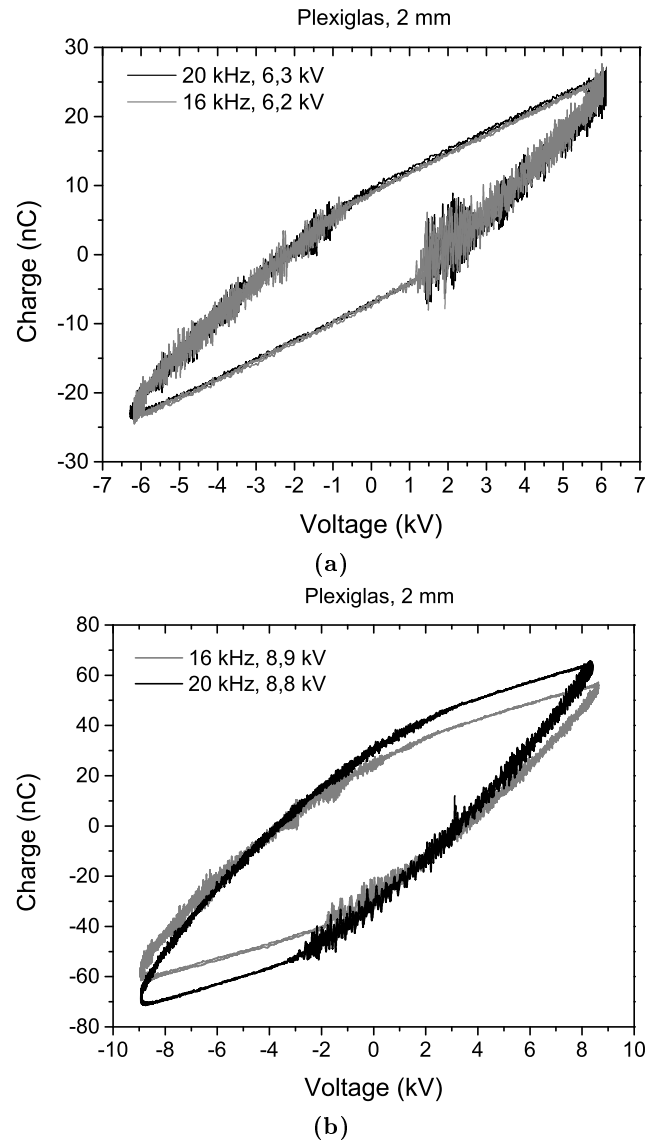 Plexiglas, 2 mm
30
20 kHz, 6,3 kV
16 kHz, 6,2 kV
20
10
0
-10
-20
-30
Charge (nC)
-7 -6 -5 -4 -3 -2 -1 0 1 2 3 4 5 6 7
Voltage (kV)
(a)
Plexiglas, 2 mm
80
16 kHz, 8,9 kV
20 kHz, 8,8 kV
60
40
20
0
-20
-40
-60
-80
Charge (nC)
-10 -8 -6 -4 -2 0 2 4 6 8 10
Voltage (kV)
(b)